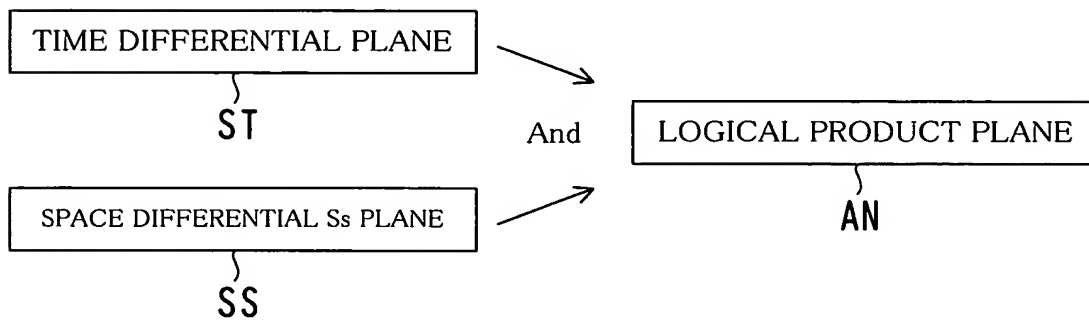 TIME DIFFERENTIAL PLANE
ST
And
LOGICAL PRODUCT PLANE
AN
SPACE DIFFERENTIAL Ss PLANE
SS